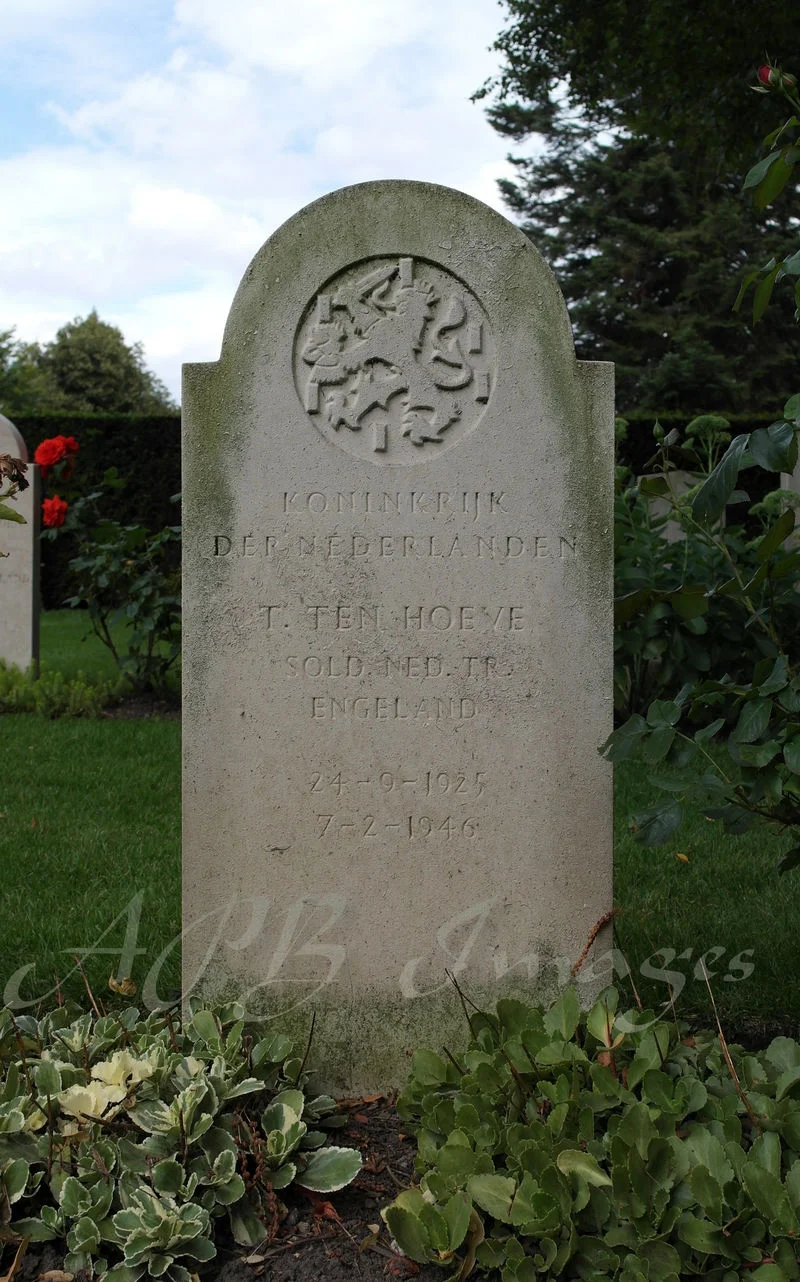 KONINKRIJK
DER NEDERLANDEN
T. TEN HOEVE
SOLD. NED. TR.
ENGELAND
24-9-1925
7-2-1946
APB Images